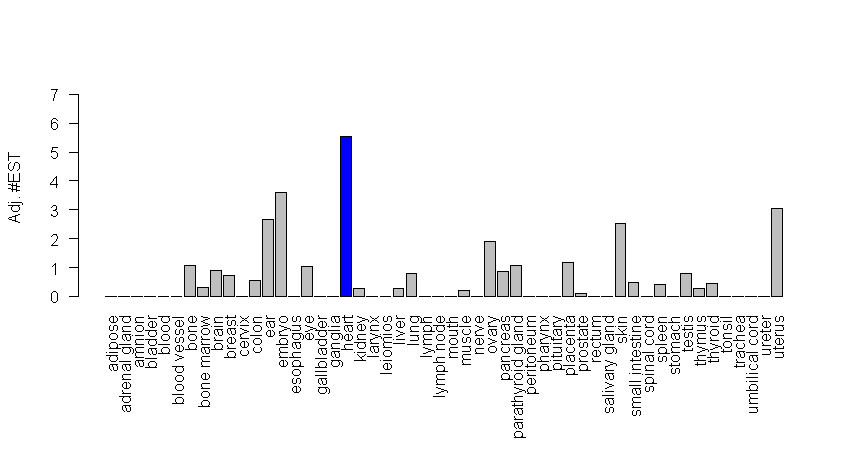 7
6
5
4
3
2
1
0
Adj. #EST
adipose
adrenal gland
amnion
bladder
blood
blood vessel
bone
bone marrow
brain
breast
cervix
colon
ear
embryo
esophagus
eye
gallbladder
ganglia
heart
kidney
larynx
leiomios
liver
lung
lymph
lymph node
mouth
muscle
nerve
ovary
pancreas
parathyroid gland
peritoneum
pharynx
pituitary
placenta
prostate
rectum
salivary gland
skin
small intestine
spinal cord
spleen
stomach
testis
thymus
thyroid
tonsil
trachea
umbilical cord
ureter
uterus